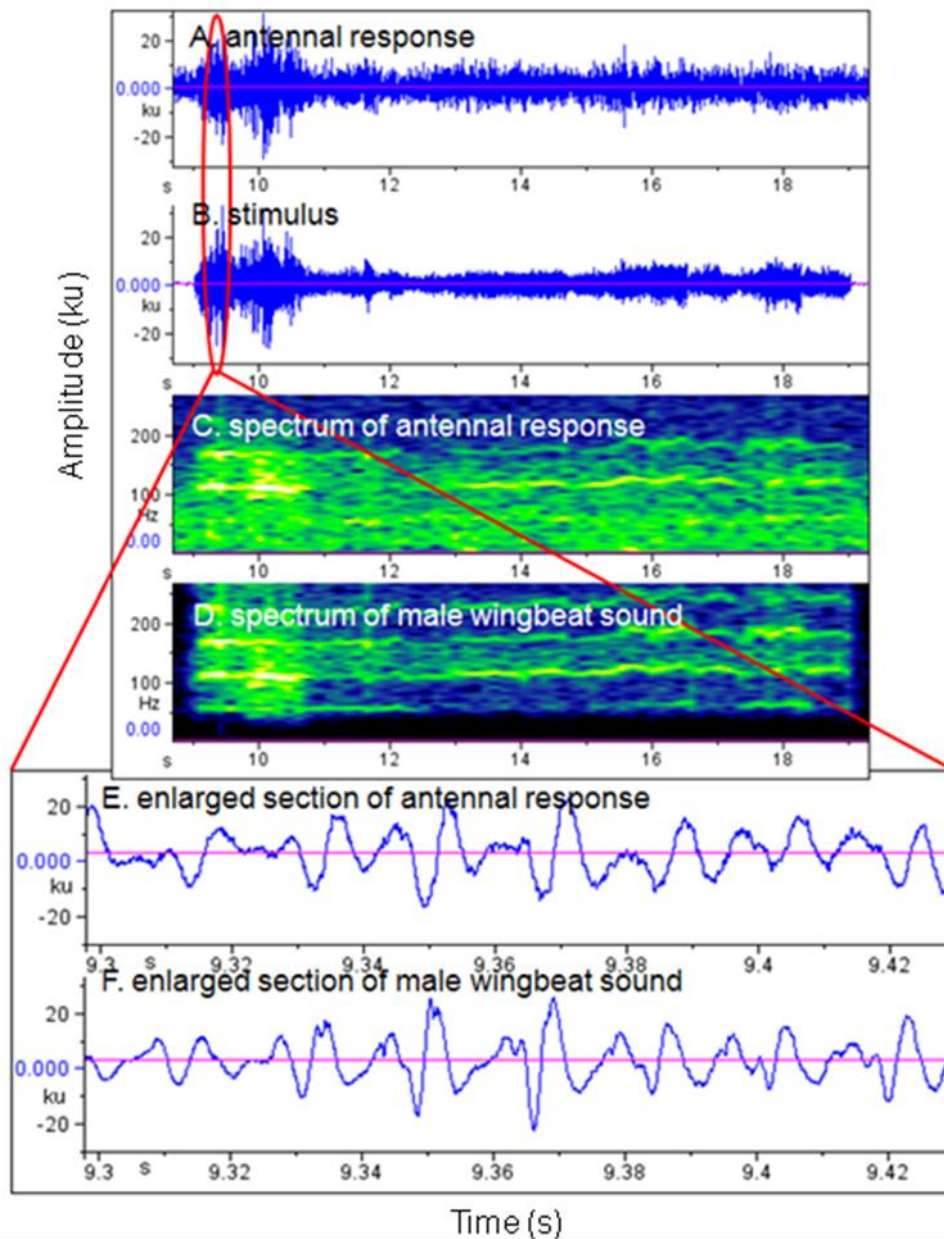 A. antennal response
20
0.000
ku
-20
s 10 12 14 16 18
B. stimulus
20
0.000
ku
-20
s 10 12 14 16 18
Amplitude (ku)
C. spectrum of antennal response
200
100
Hz
0.00
s 10 12 14 16 18
D. spectrum of male wingbeat sound
200
100
Hz
0.00
s 10 12 14 16 18
E. enlarged section of antennal response
20
0.000
ku
-20
9.3 s 9.32 9.34 9.36 9.38 9.4 9.42
F. enlarged section of male wingbeat sound
20
0.000
ku
-20
9.3 s 9.32 9.34 9.36 9.38 9.4 9.42
Time (s)